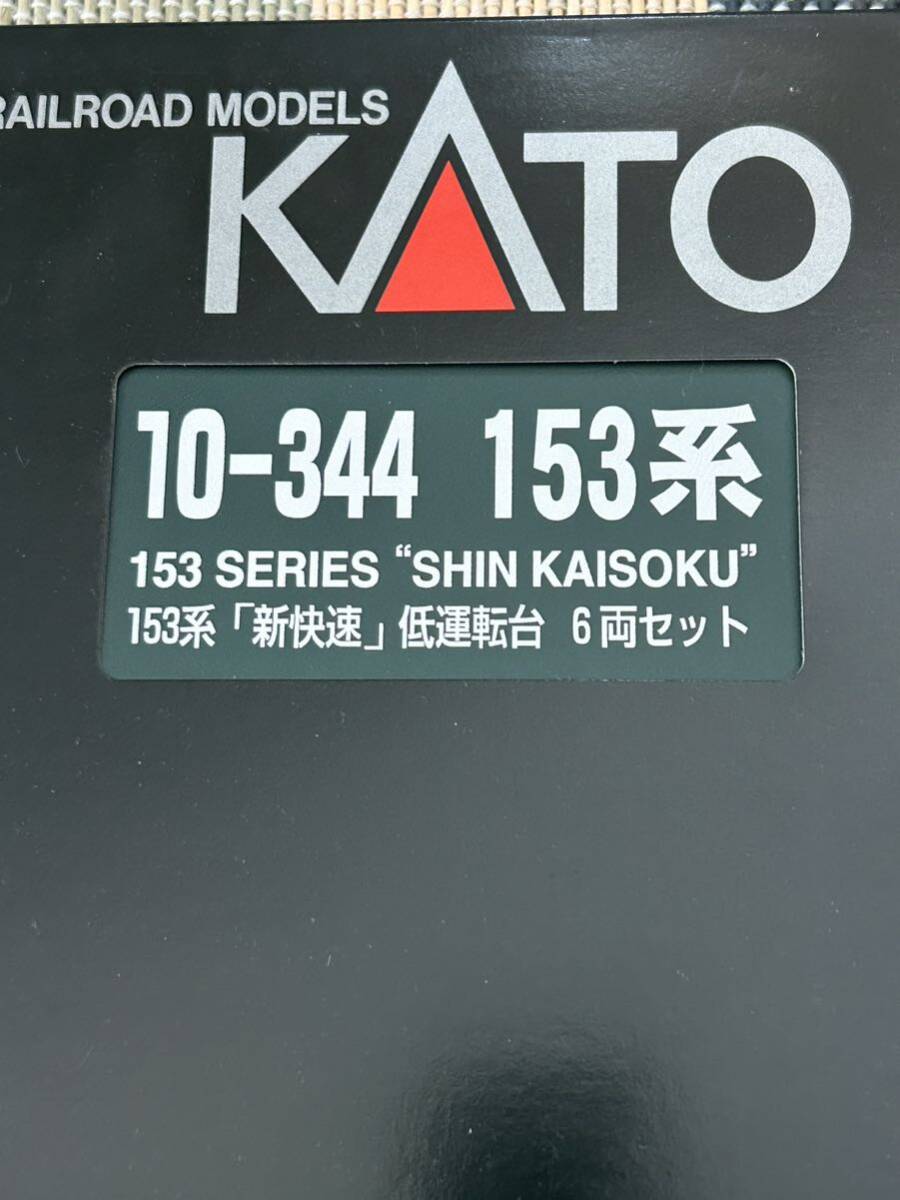 RAILROAD MODELS
KATO
10-344 153系
153 SERIES “SHIN KAISOKU”
153系「新快速」低運転台 6両セット